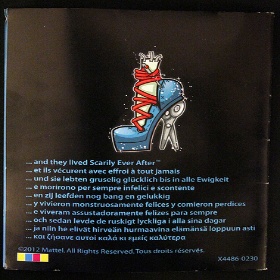 ... and they lived Scarily Ever After™
... et ils vécurent avec effroi à tout jamais
... und sie lebten gruselig glücklich bis in alle Ewigkeit
... e morirono per sempre infelici e scontente
... en zij leefden nog bang en gelukkig
... y vivieron monstruosamente felices y comieron perdices
... e viveram assustadoramente felizes para sempre
... och sedan levde de ruskigt lyckliga i alla sina dagar
... ja niin he elivät hirveän hurmaavina elämänsä loppuun asti
... και ζήσανε αυτοί καλά κι εμείς καλύτερα
©2012 Mattel. All Rights Reserved. Tous droits réservés.
X4486-0230